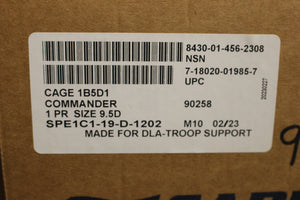 8430-01-456-2308
NSN
7-18020-01985-7
UPC
20230227
CAGE 1B5D1
COMMANDER 90258
1 PR SIZE 9.5D
SPE1C1-19-D-1202 M10 02/23
MADE FOR DLA-TROOP SUPPORT